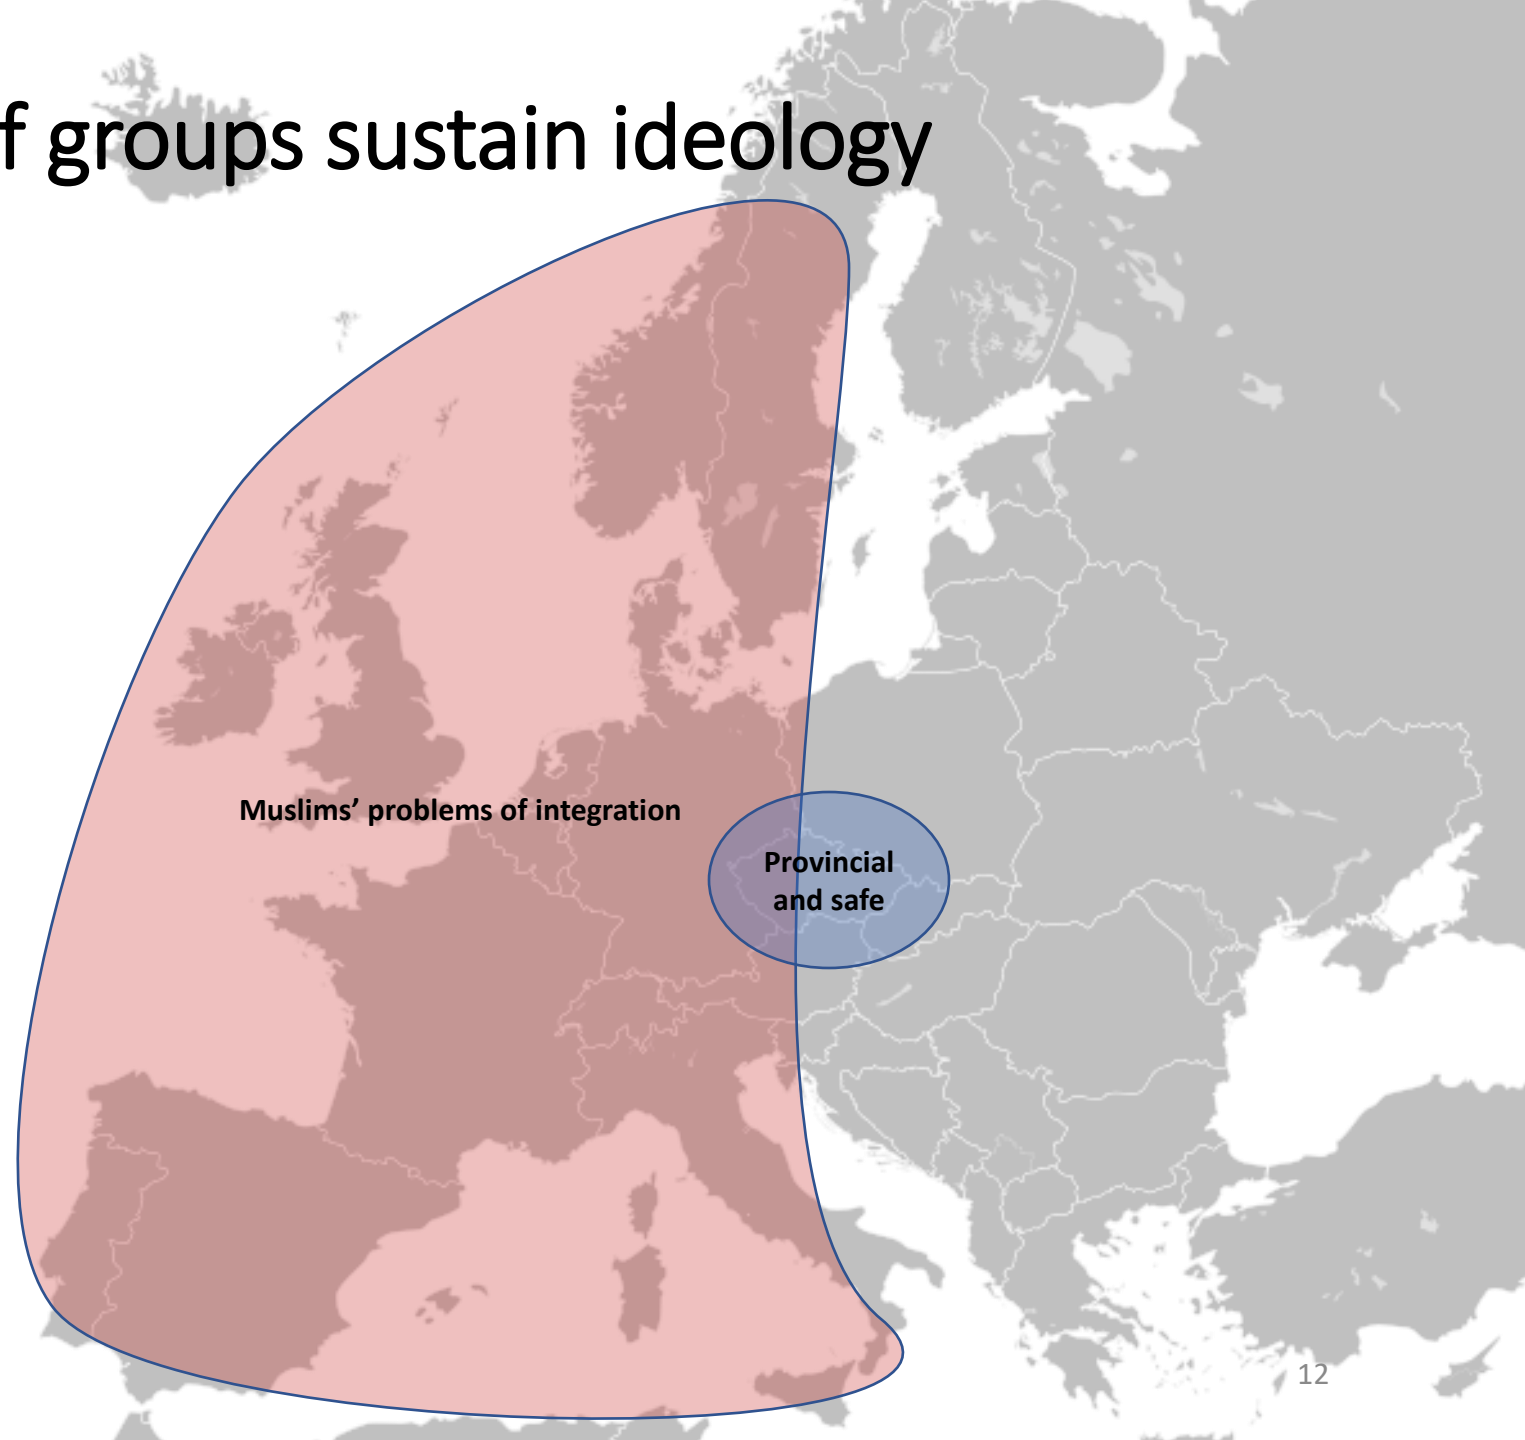 f groups sustain ideology
Muslims’ problems of integration
Provincial
and safe
12